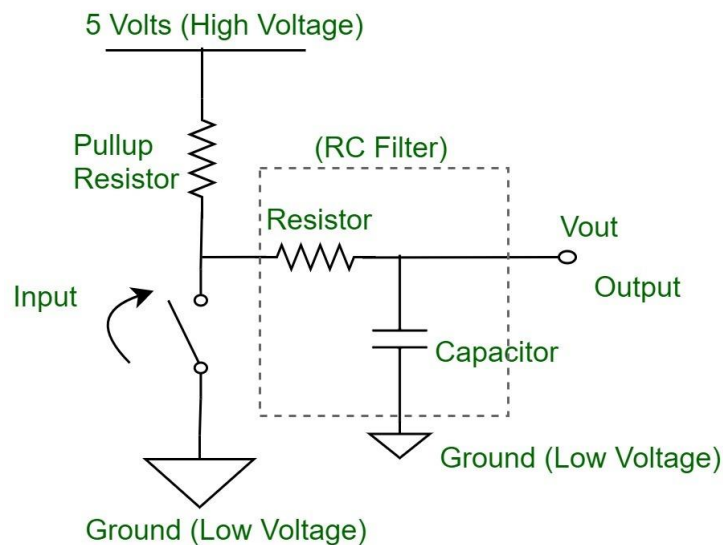 5 Volts (High Voltage)
Pullup
Resistor
(RC Filter)
Resistor
Vout
Input
Output
Capacitor
Ground (Low Voltage)
Ground (Low Voltage)